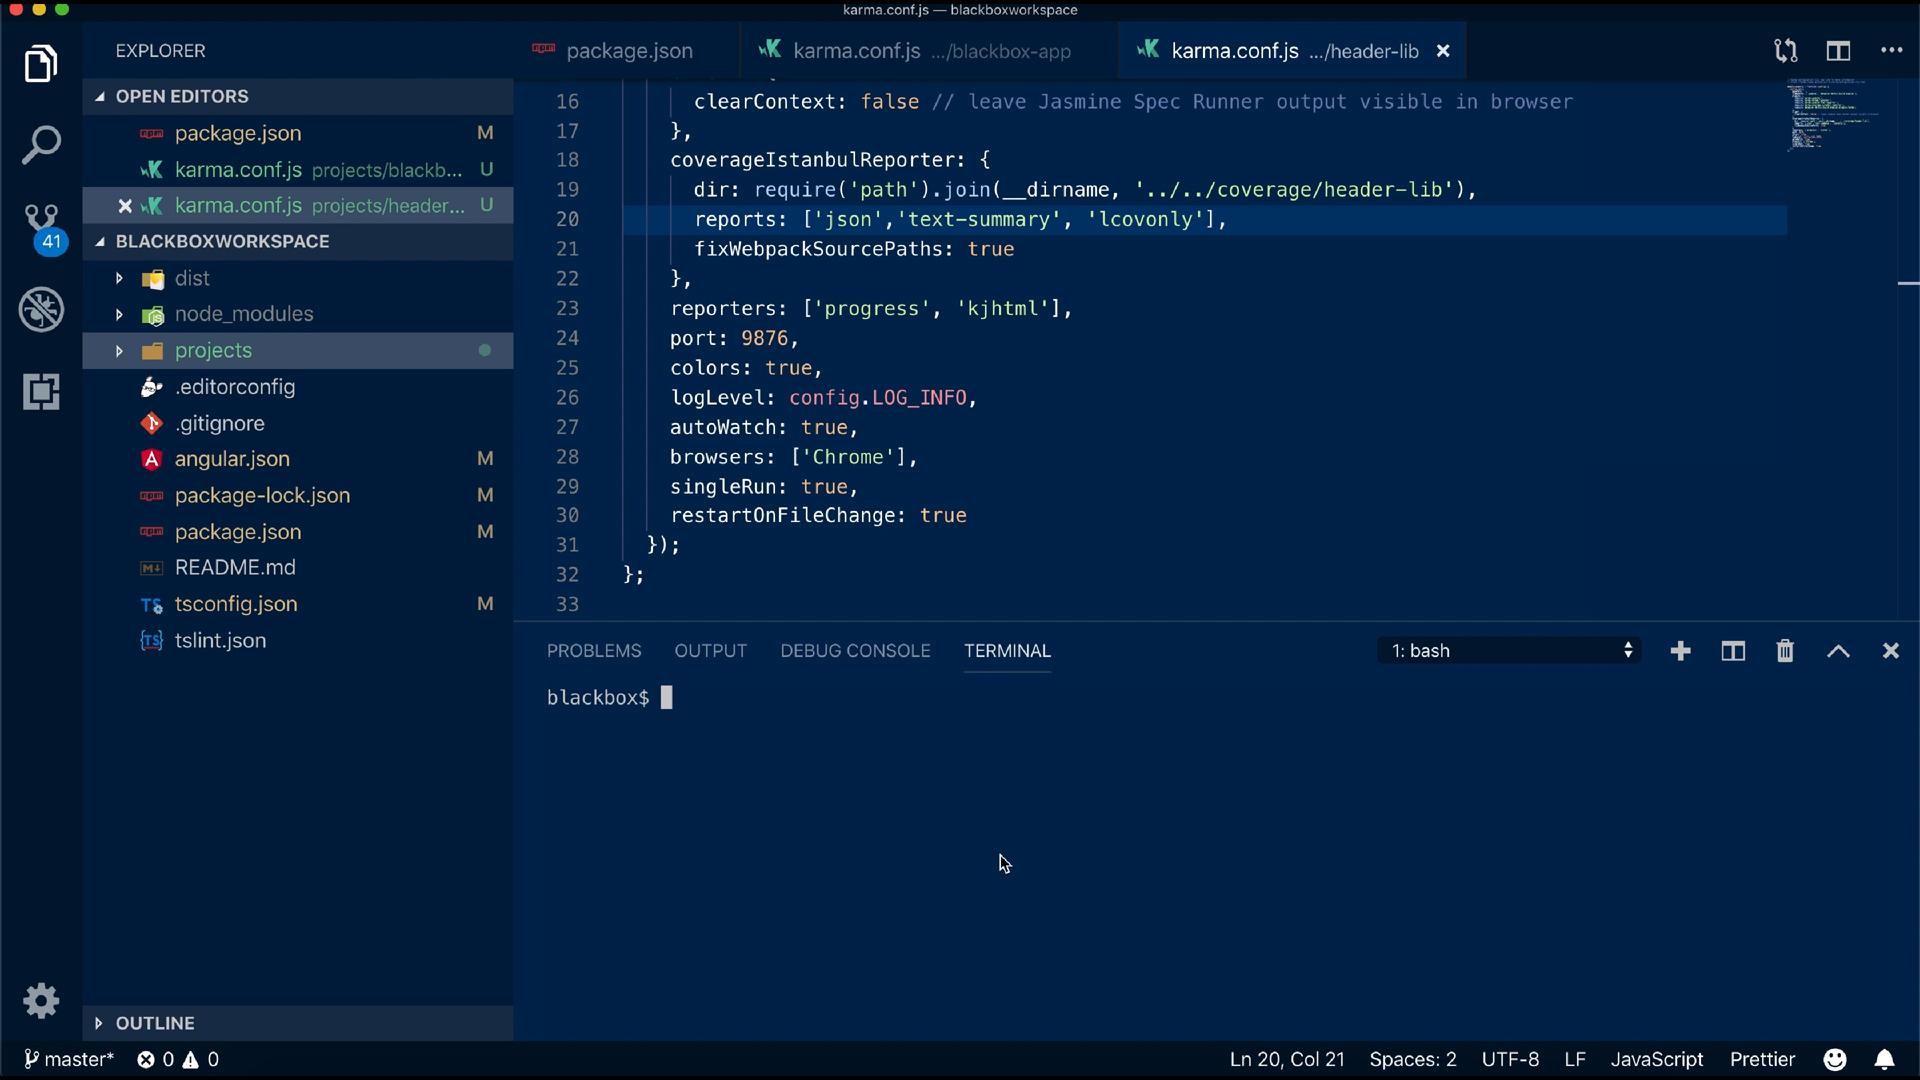 karma.conf.js — blackboxworkspace
EXPLORER
OPEN EDITORS
package.json M
karma.conf.js projects/blackb... U
karma.conf.js projects/header... U
BLACKBOXWORKSPACE
dist
node_modules
projects
.editorconfig
.gitignore
angular.json M
package-lock.json M
package.json M
README.md
tsconfig.json M
tslint.json
OUTLINE
41
package.json
karma.conf.js .../blackbox-app
karma.conf.js .../header-lib
16 clearContext: false // leave Jasmine Spec Runner output visible in browser
17 },
18 coverageIstanbulReporter: {
19 dir: require('path').join(__dirname, '../../coverage/header-lib'),
20 reports: ['json','text-summary', 'lcovonly'],
21 fixWebpackSourcePaths: true
22 },
23 reporters: ['progress', 'kjhtml'],
24 port: 9876,
25 colors: true,
26 logLevel: config.LOG_INFO,
27 autoWatch: true,
28 browsers: ['Chrome'],
29 singleRun: true,
30 restartOnFileChange: true
31 });
32 };
33
PROBLEMS OUTPUT DEBUG CONSOLE TERMINAL 1: bash
blackbox$
master* 0 0 Ln 20, Col 21 Spaces: 2 UTF-8 LF JavaScript Prettier